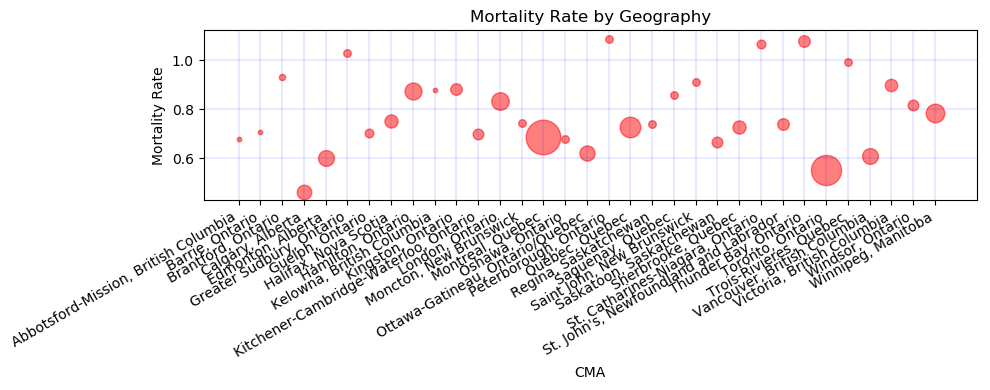 Mortality Rate by Geography
Mortality Rate
1.0
0.8
0.6
Abbotsford-Mission, British Columbia
Barrie, Ontario
Brantford, Ontario
Calgary, Alberta
Edmonton, Alberta
Greater Sudbury, Ontario
Guelph, Ontario
Halifax, Nova Scotia
Hamilton, Ontario
Kelowna, British Columbia
Kingston, Ontario
Kitchener-Cambridge-Waterloo, Ontario
London, Ontario
Moncton, New Brunswick
Montreal, Quebec
Oshawa, Ontario
Ottawa-Gatineau, Ontario/Quebec
Peterborough, Ontario
Quebec, Quebec
Regina, Saskatchewan
Saguenay, Quebec
Saint John, New Brunswick
Saskatoon, Saskatchewan
Sherbrooke, Quebec
St. Catharines-Niagara, Ontario
St. John's, Newfoundland and Labrador
Thunder Bay, Ontario
Toronto, Ontario
Trois-Rivieres, Quebec
Vancouver, British Columbia
Victoria, British Columbia
Windsor, Ontario
Winnipeg, Manitoba
CMA